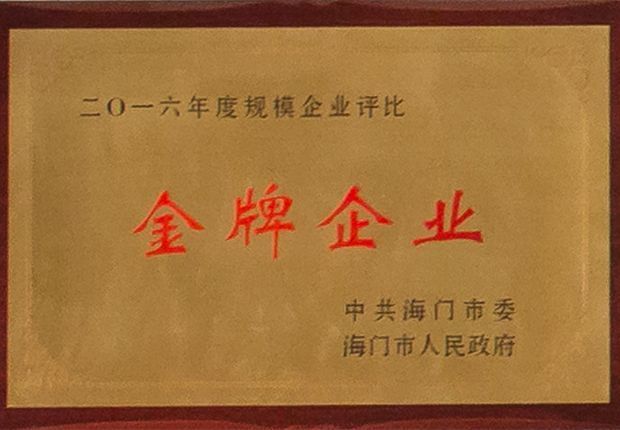 二〇一六年度规模企业评比
金牌企业
中共海门市委
海门市人民政府